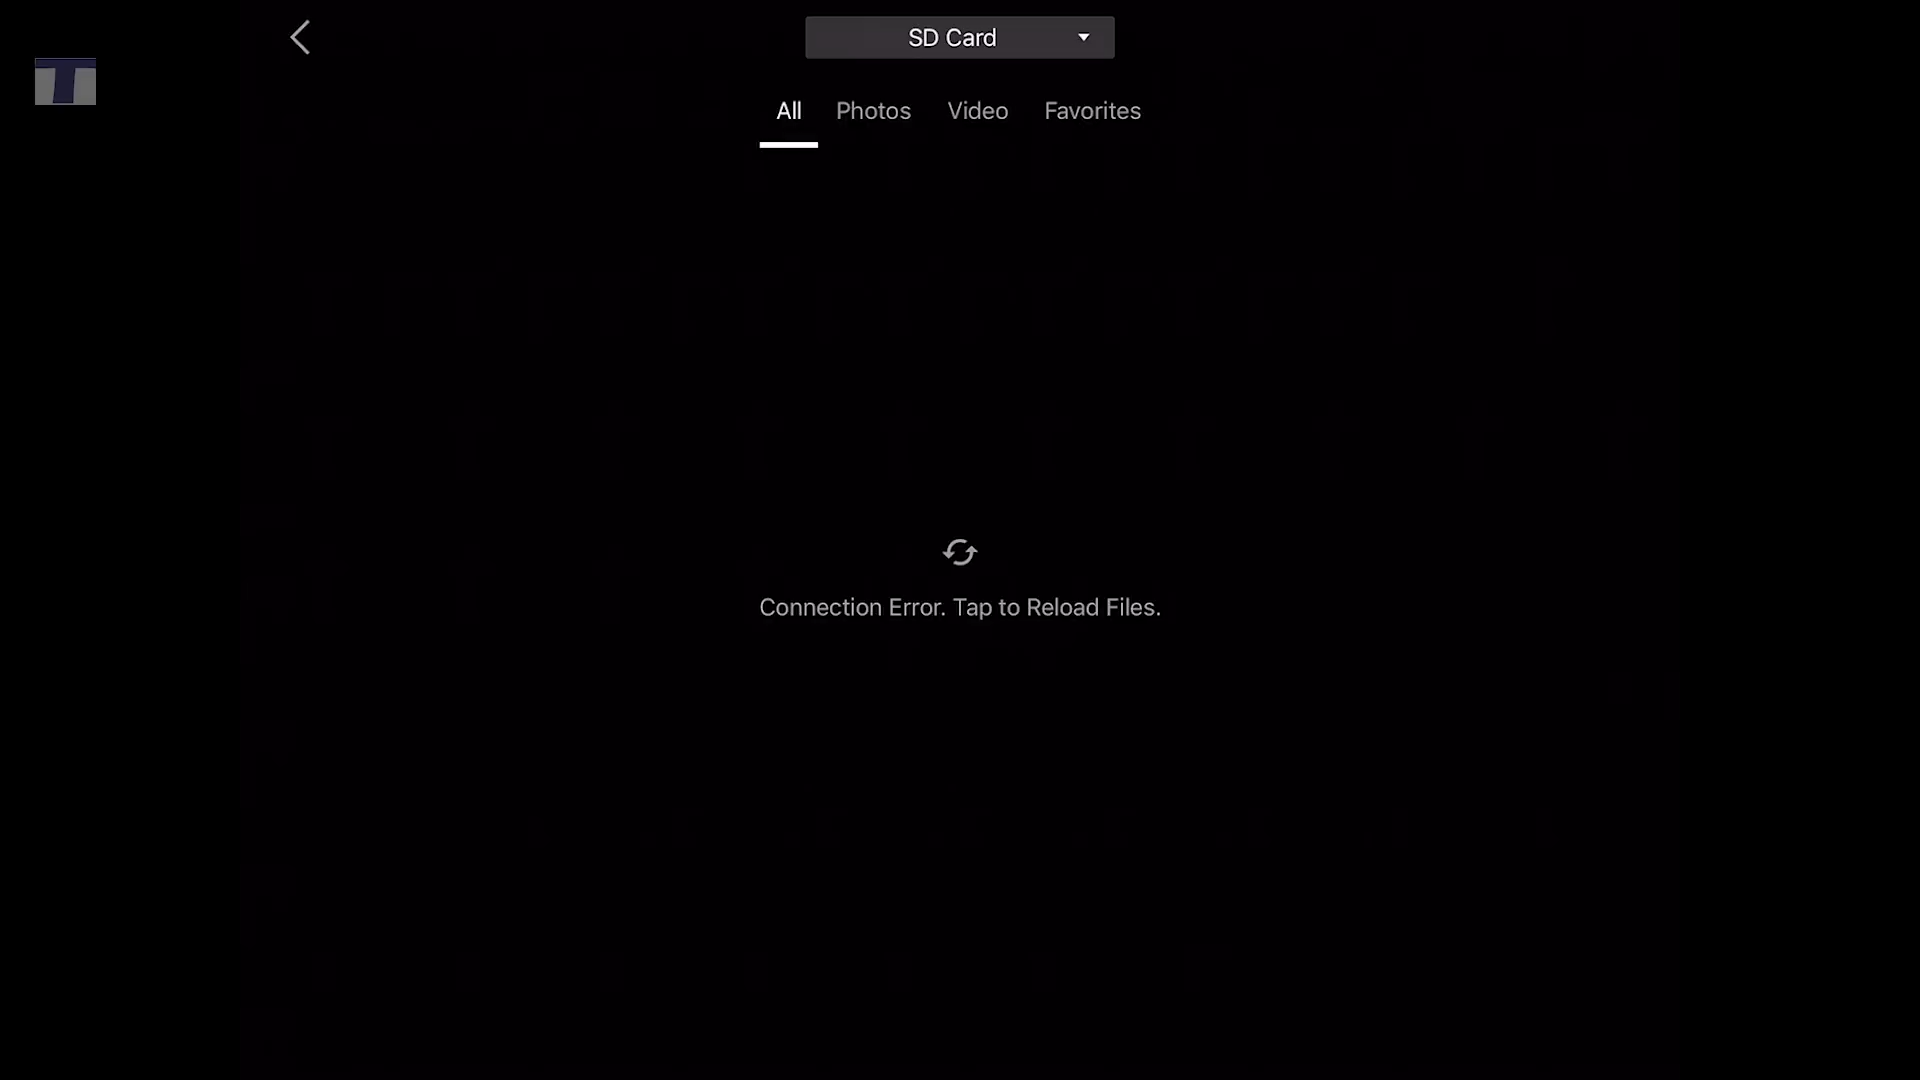 SD Card
T
All Photos Video Favorites
Connection Error. Tap to Reload Files.